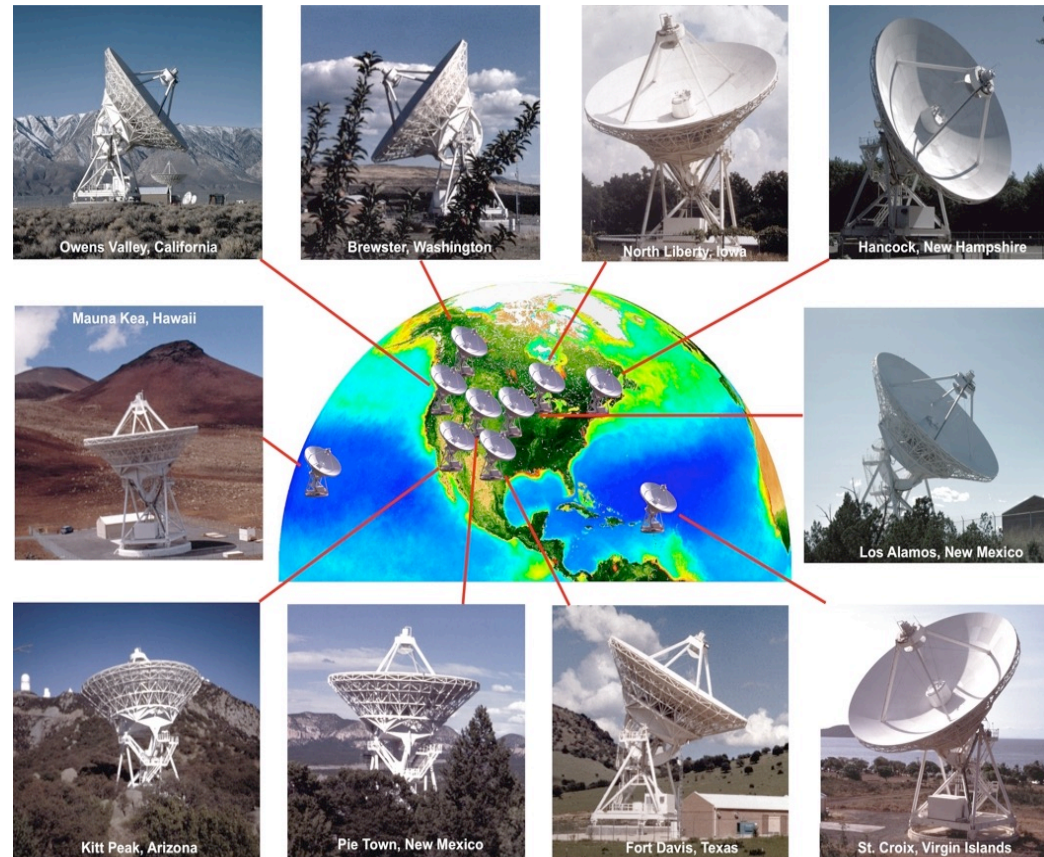 Owens Valley, California
Brewster, Washington
North Liberty, Iowa
Hancock, New Hampshire
Mauna Kea, Hawaii
Los Alamos, New Mexico
Kitt Peak, Arizona
Pie Town, New Mexico
Fort Davis, Texas
St. Croix, Virgin Islands